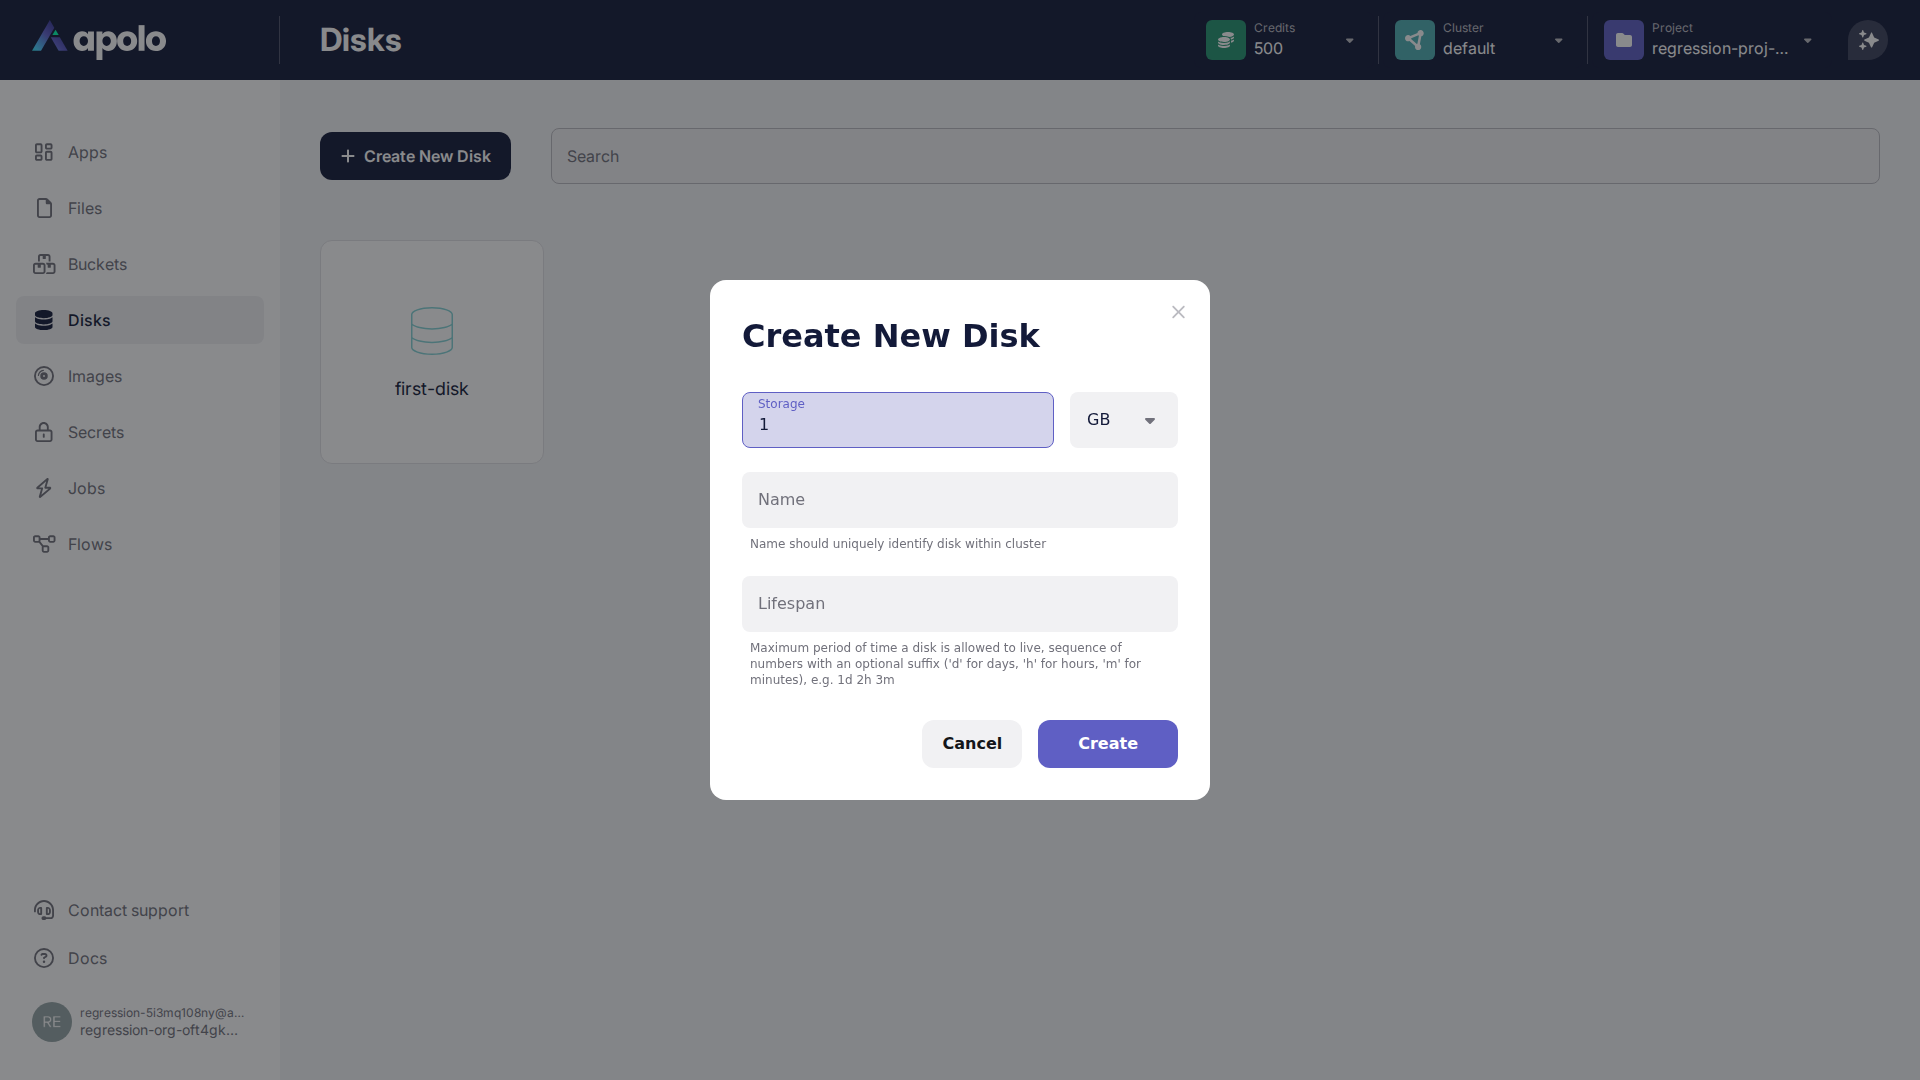 apolo
Disks
Credits
500
Cluster
default
Project
regression-proj-...
Apps
Files
Buckets
Disks
Images
Secrets
Jobs
Flows
Contact support
Docs
RE
regression-5i3mq108ny@a...
regression-org-oft4gk...
Create New Disk
Search
first-disk
Create New Disk
Storage
1
GB
Name
Name should uniquely identify disk within cluster
Lifespan
Maximum period of time a disk is allowed to live, sequence of
numbers with an optional suffix ('d' for days, 'h' for hours, 'm' for
minutes), e.g. 1d 2h 3m
Cancel
Create